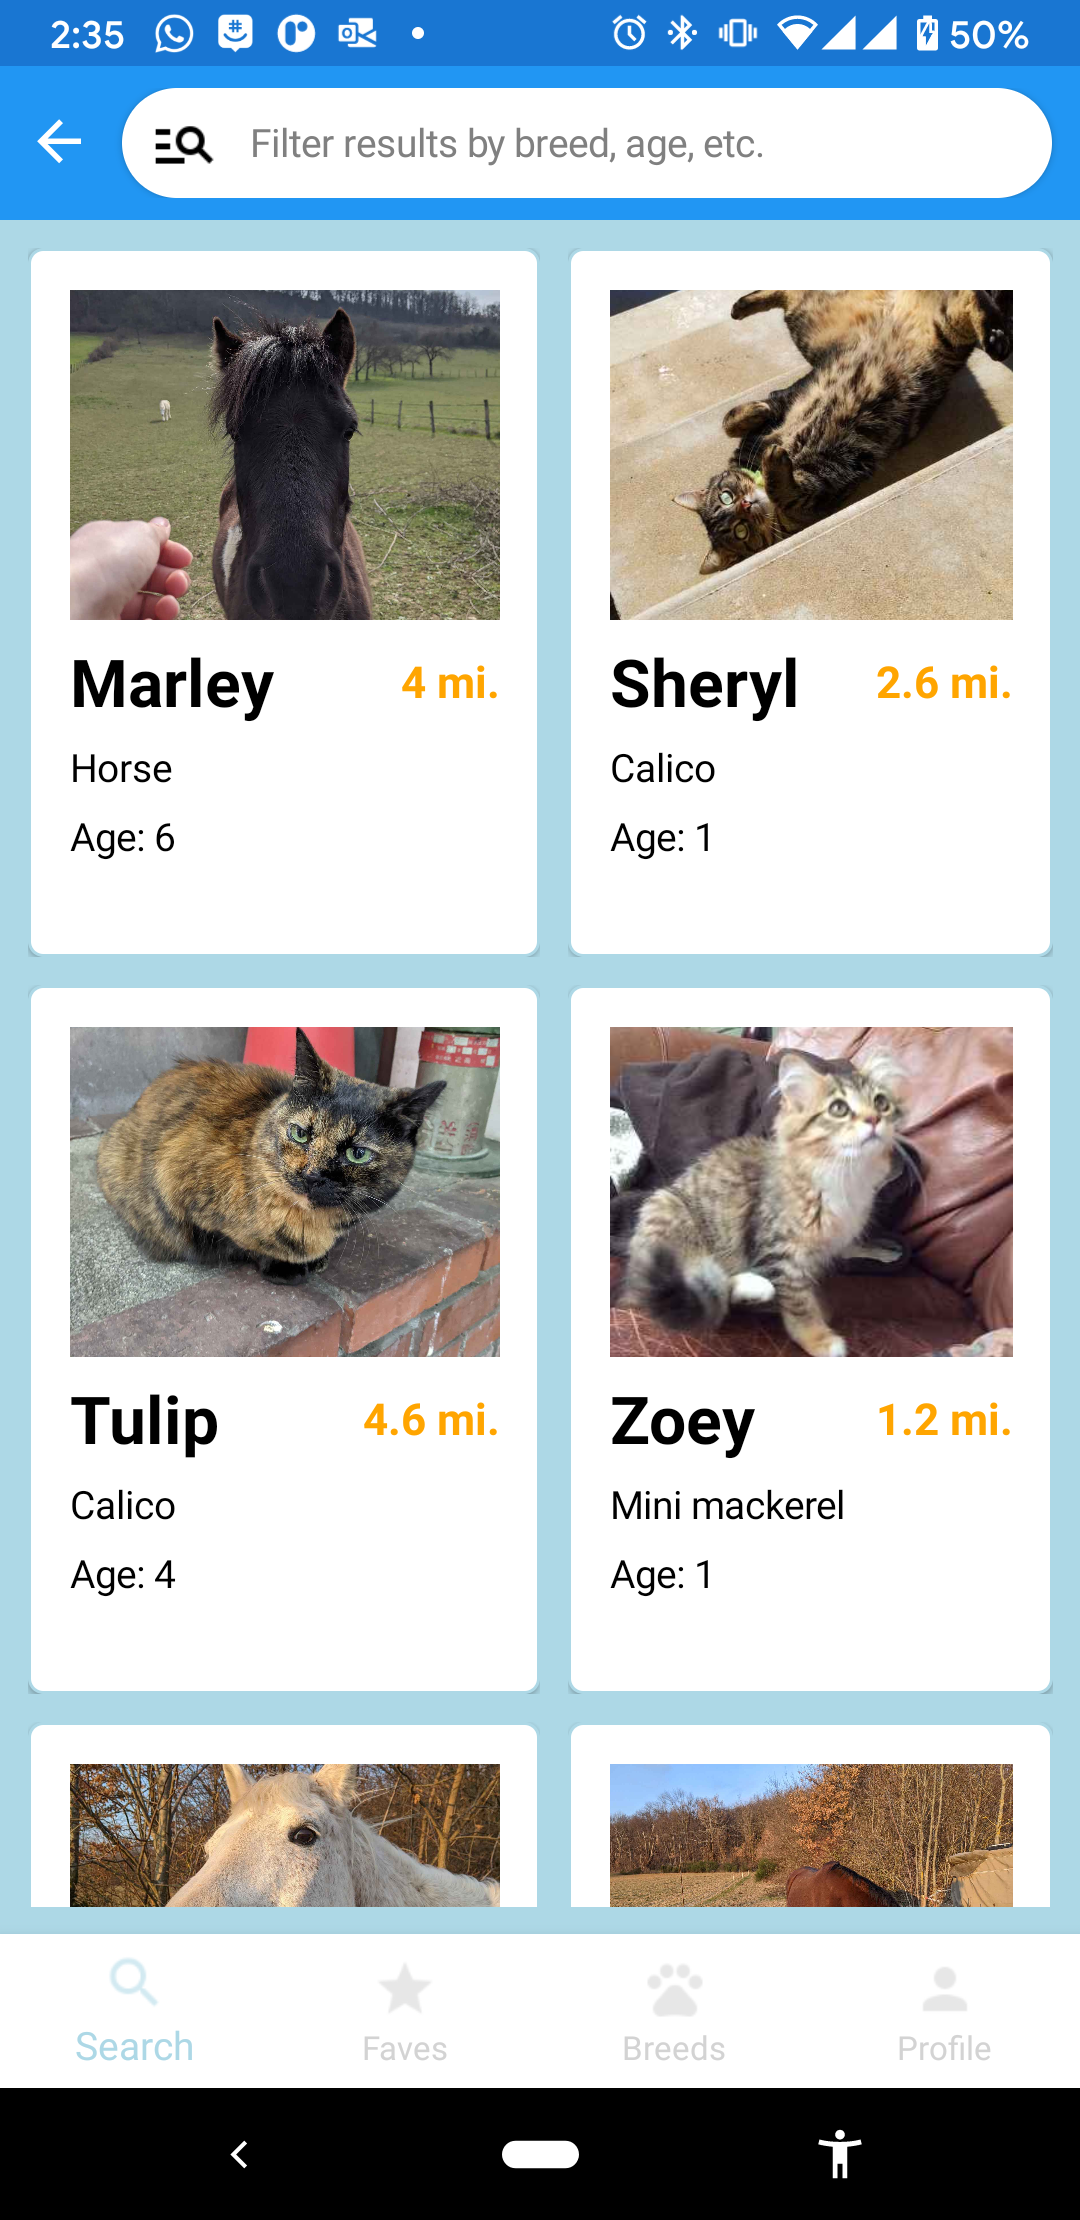 2:35
50%
Filter results by breed, age, etc.
Marley
4 mi.
Horse
Age: 6
Sheryl
2.6 mi.
Calico
Age: 1
Tulip
4.6 mi.
Calico
Age: 4
Zoey
1.2 mi.
Mini mackerel
Age: 1
Search
Faves
Breeds
Profile